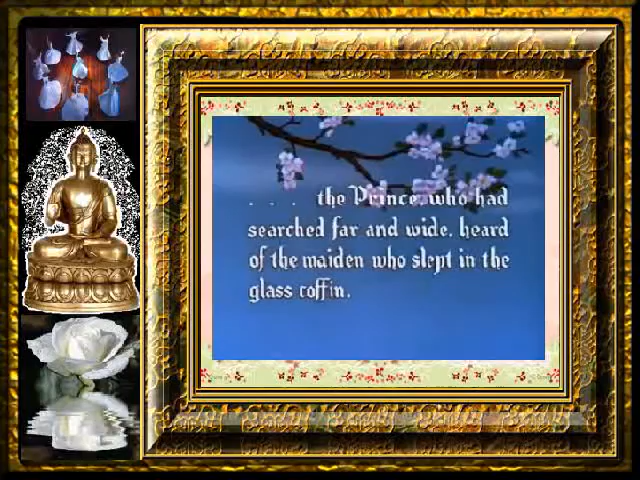 . . . the Prince, who had
searched far and wide, heard
of the maiden who slept in the
glass coffin.